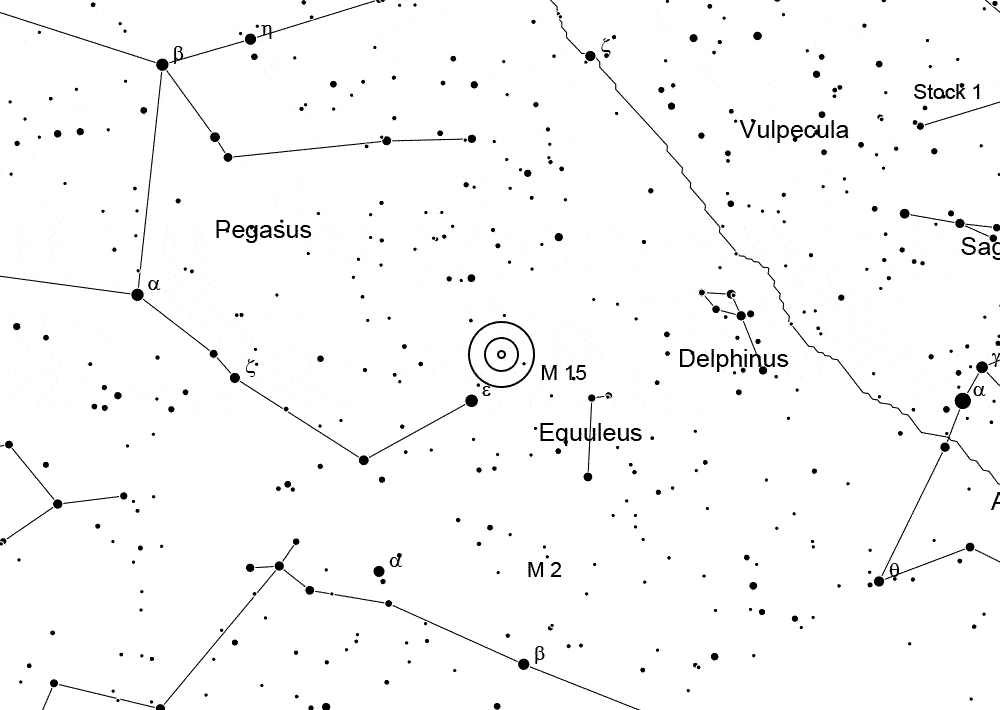 η
β
ζ
Stock 1
Vulpecula
Pegasus
Sag
α
Delphinus
γ
ζ
M 15
ε
α
Equuleus
A
α
M 2
θ
β